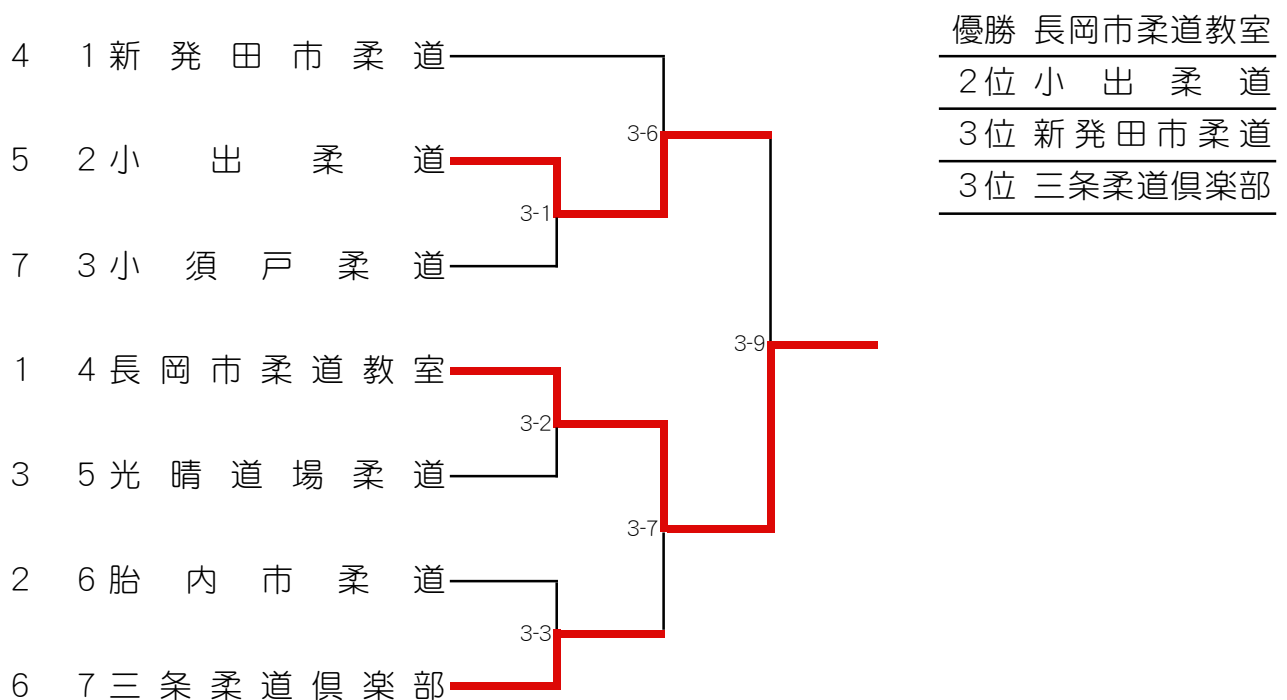 優勝 長岡市柔道教室
2位 小出柔道
3位 新発田市柔道
3位 三条柔道倶楽部
4 1 新発田市柔道
3-6
5 2 小出柔道
3-1
7 3 小須戸柔道
3-9
1 4 長岡市柔道教室
3-2
3 5 光晴道場柔道
3-7
2 6 胎内市柔道
3-3
6 7 三条柔道倶楽部